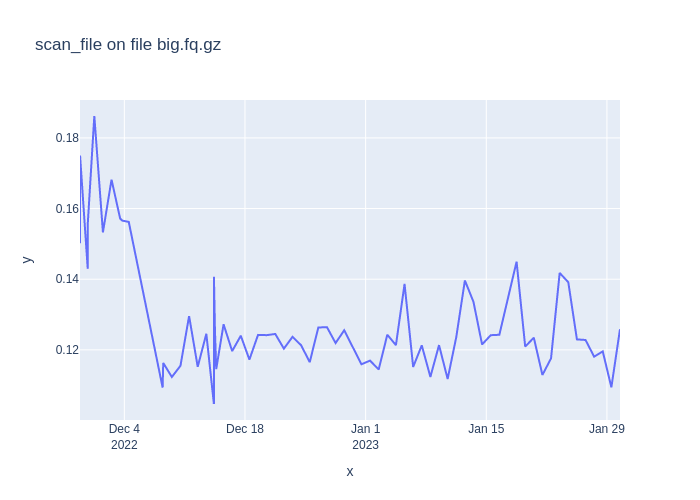 scan_file on file big.fq.gz
0.18
0.16
0.14
0.12
y
Dec 4
2022
Dec 18
Jan 1
2023
Jan 15
Jan 29
x